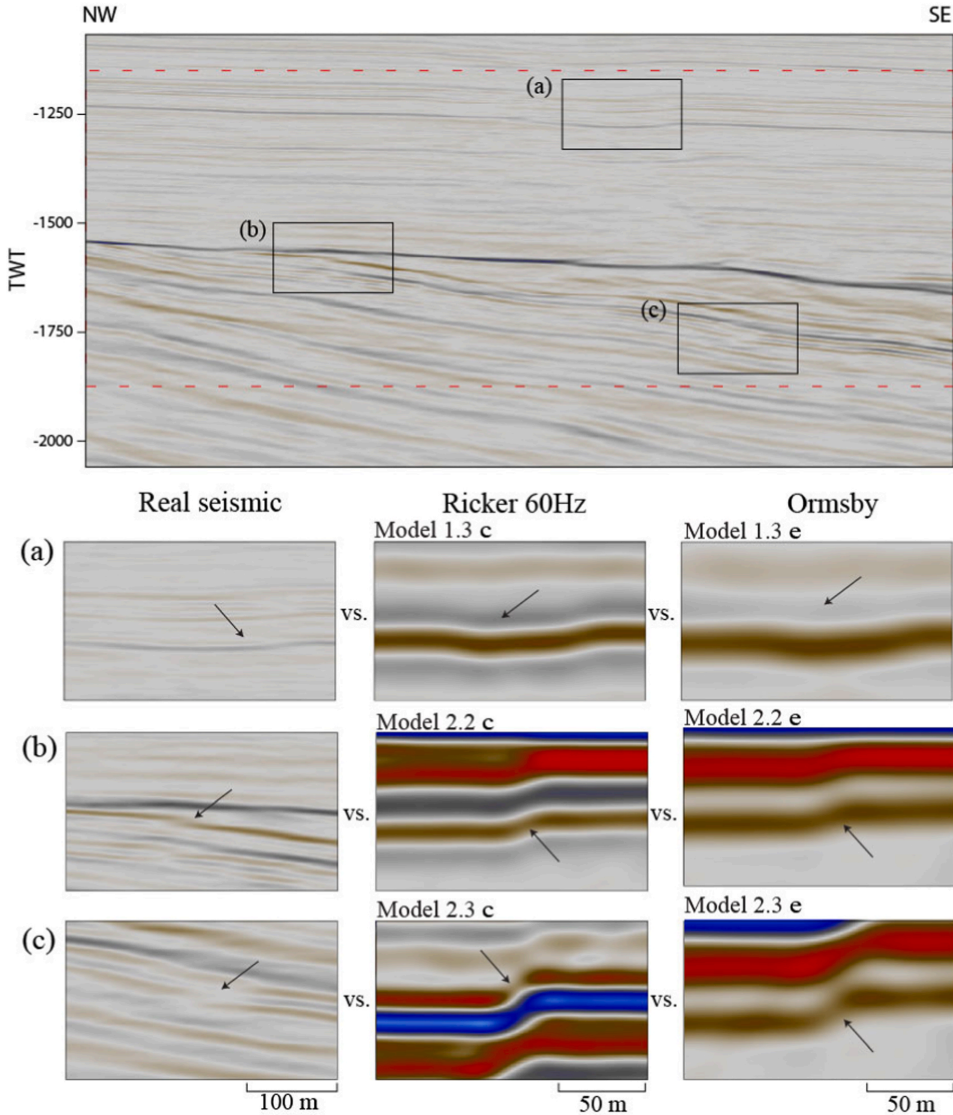 NW SE
(a)
-1250
-1500
(b)
TWT
(c)
-1750
-2000
Real seismic Ricker 60Hz Ormsby
(a) Model 1.3 c Model 1.3 e
vs. vs.
(b) Model 2.2 c Model 2.2 e
vs. vs.
(c) Model 2.3 c Model 2.3 e
vs. vs.
100 m 50 m 50 m